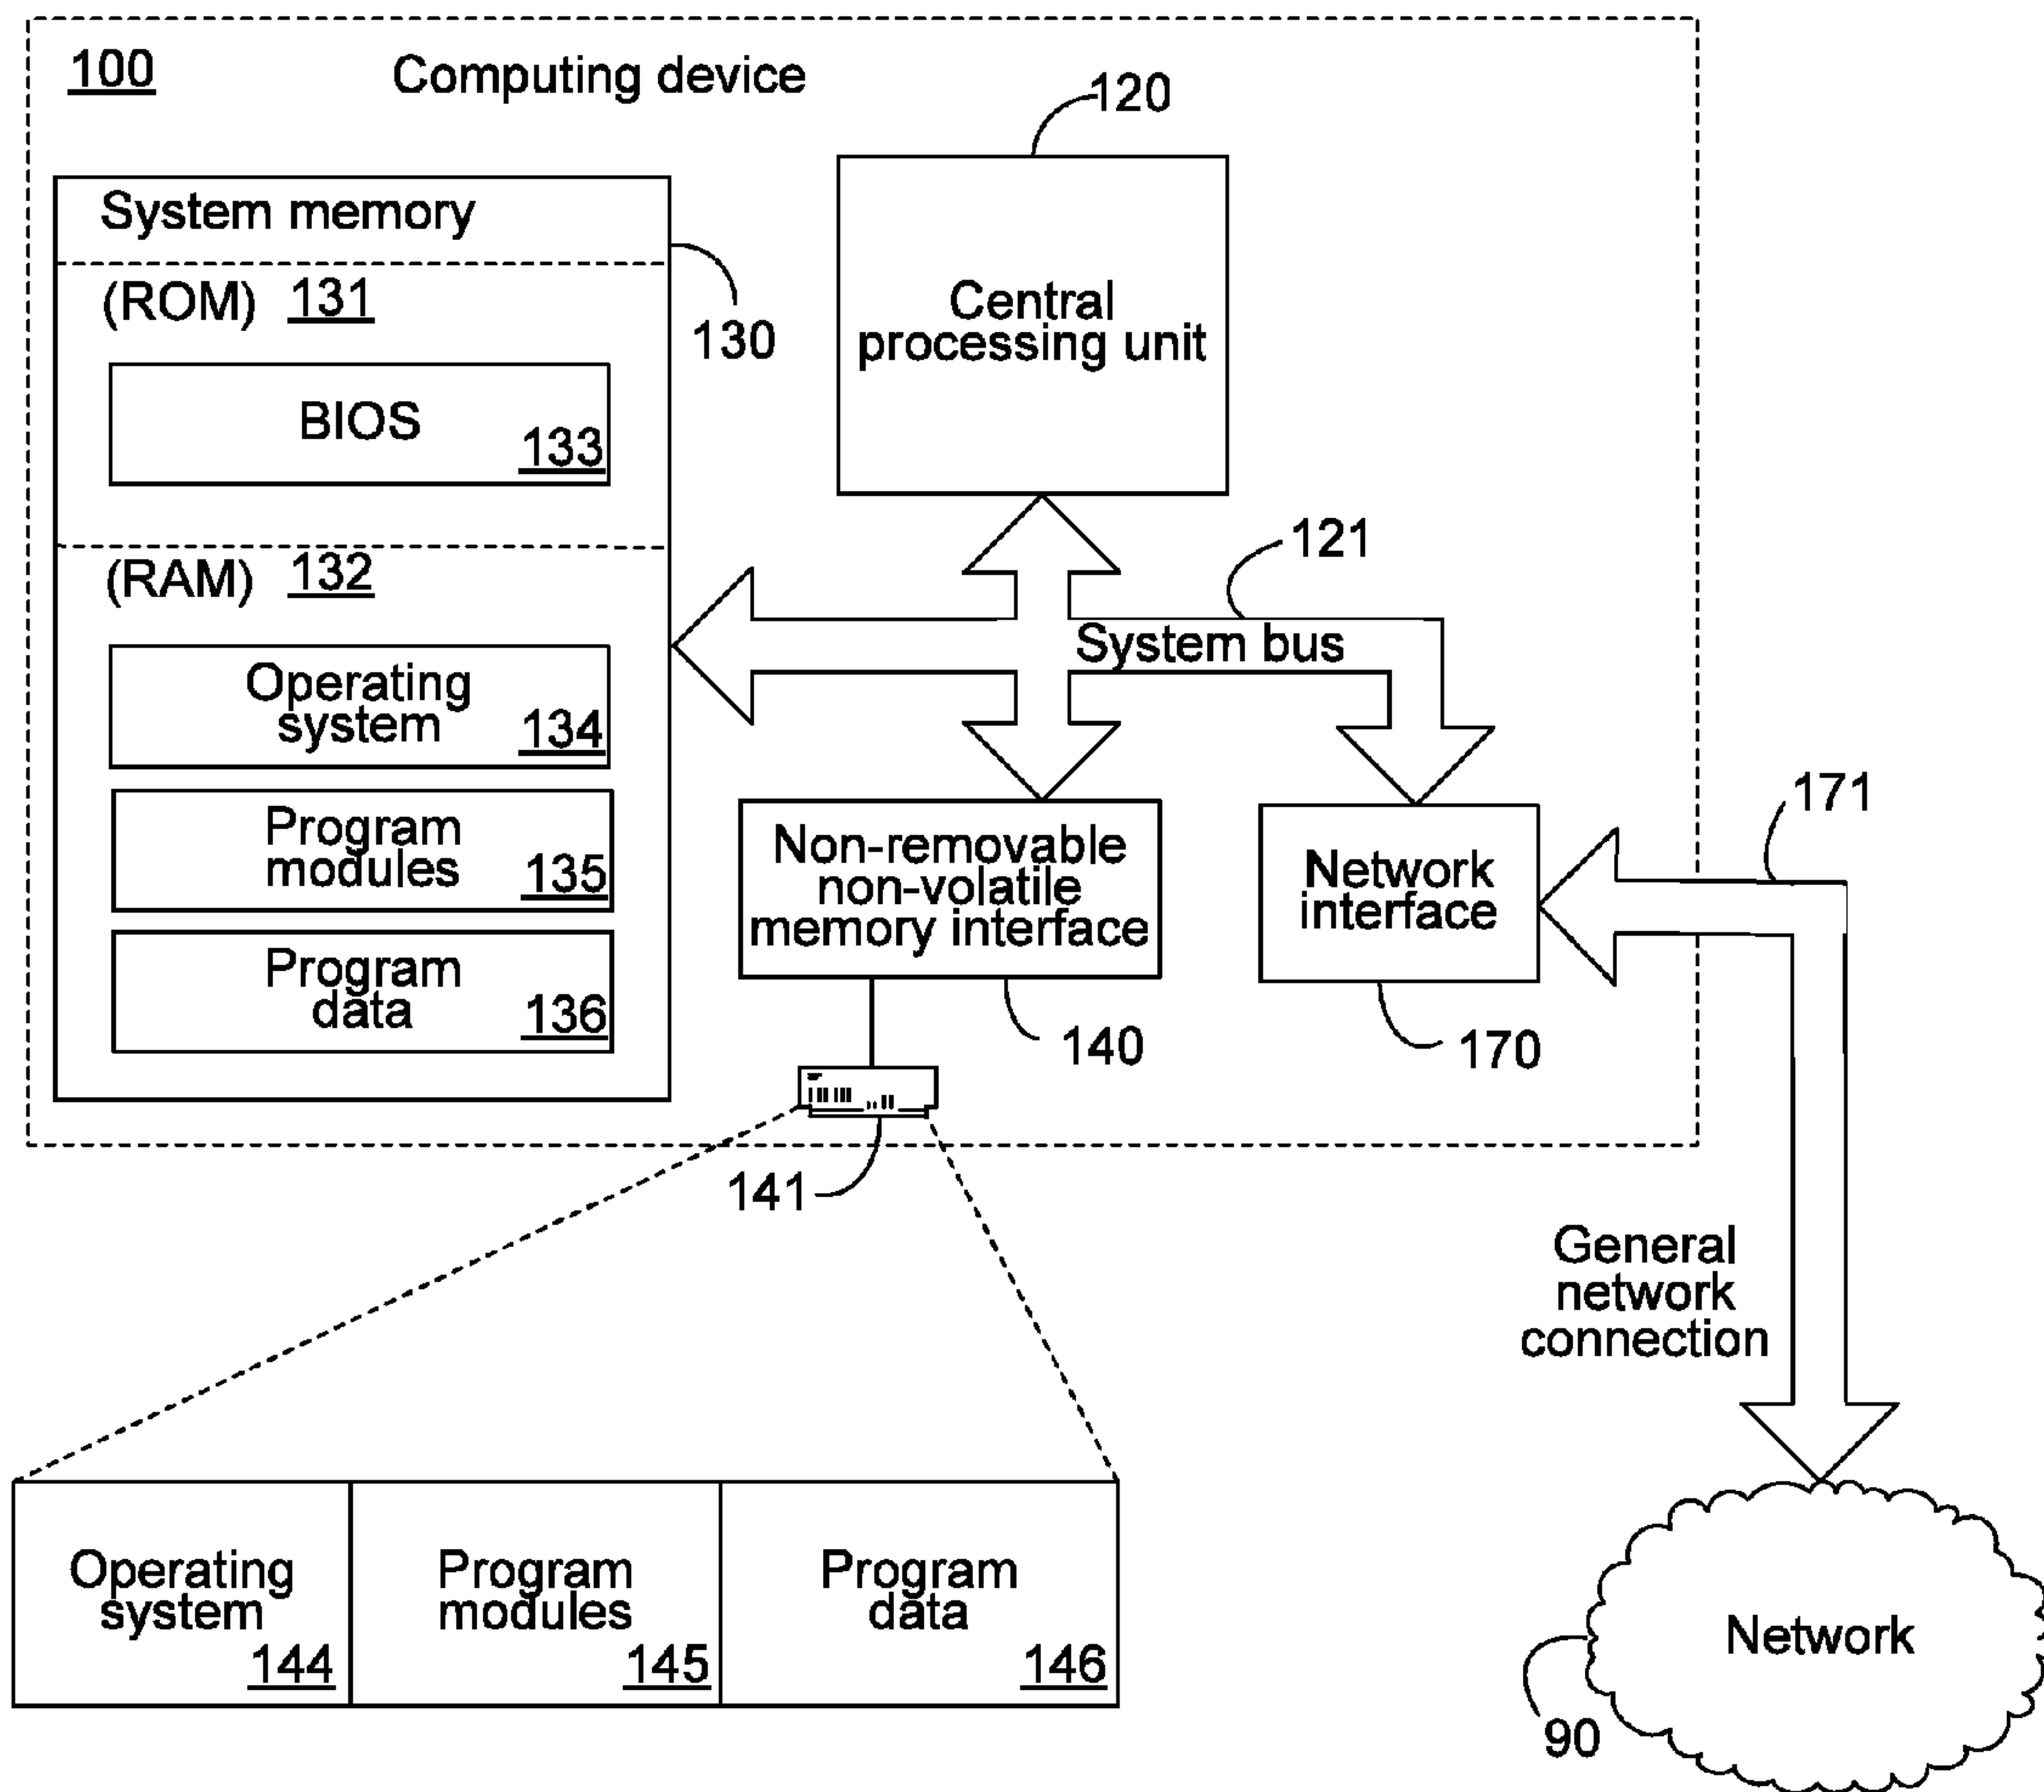 100
Computing device
120
System memory
(ROM) 131
130
BIOS
133
Central
processing unit
(RAM) 132
121
System bus
Operating
system
134
Program
modules
135
Program
data
136
Non-removable
non-volatile
memory interface
140
Network
interface
170
171
141
General
network
connection
Operating
system
144
Program
modules
145
Program
data
146
Network
90